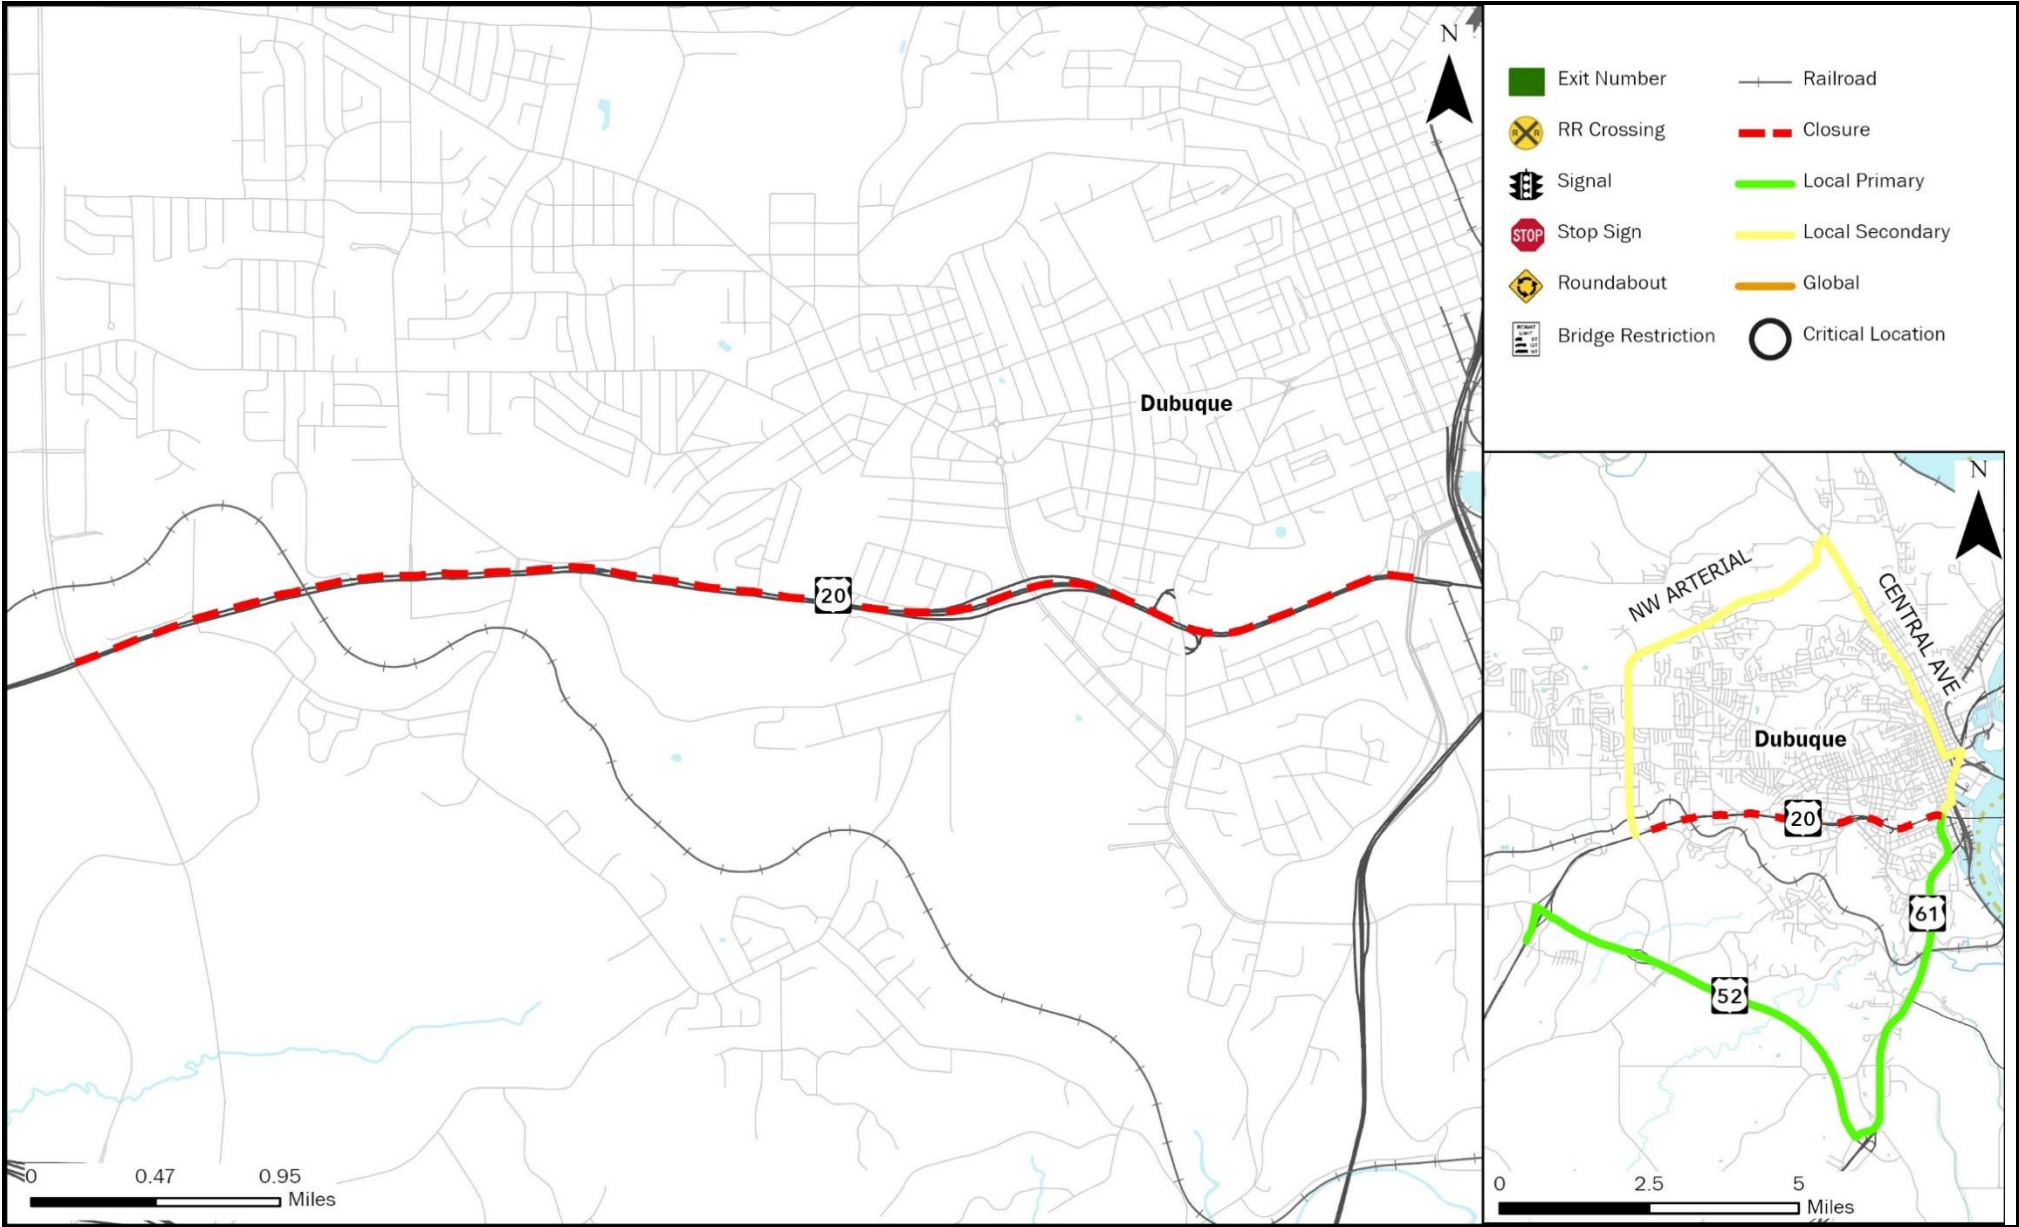 N
Dubuque
20
0 0.47 0.95
Miles
Exit Number
Railroad
RR Crossing
Closure
Signal
Local Primary
STOP
Stop Sign
Local Secondary
Roundabout
Global
Bridge Restriction
Critical Location
N
NW ARTERIAL
CENTRAL AVE
Dubuque
20
61
52
0 2.5 5
Miles